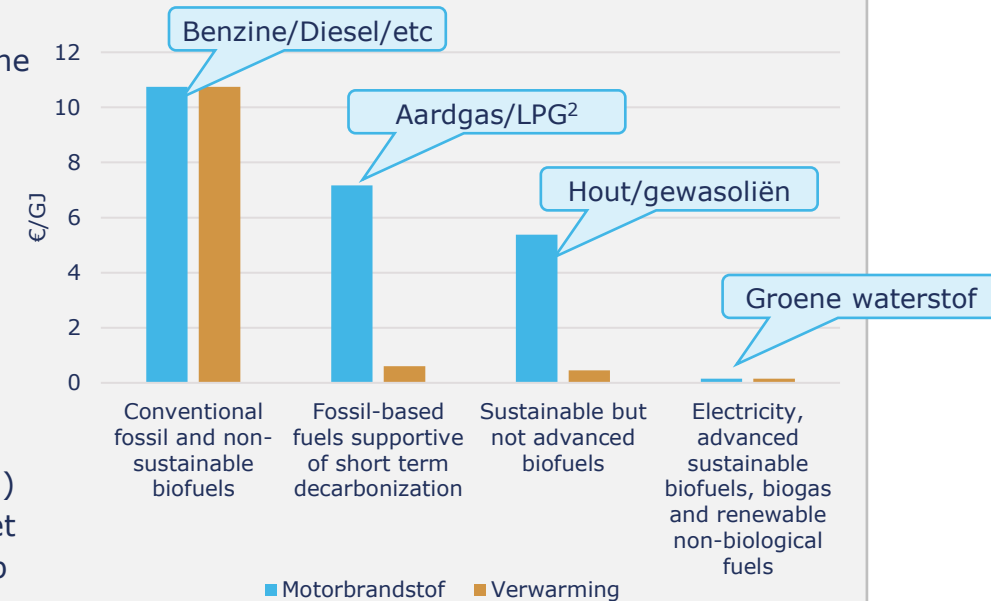 Benzine/Diesel/etc
ne
12
10
Aardgas/LPG²
8
Hout/gewasoliën
€/GJ
6
4
Groene waterstof
2
0
Conventional
fossil and non-
sustainable
biofuels
Fossil-based
fuels supportive
of short term
decarbonization
Sustainable but
not advanced
biofuels
Electricity,
advanced
sustainable
biofuels, biogas
and renewable
non-biological
fuels
)
et
Motorbrandstof
Verwarming